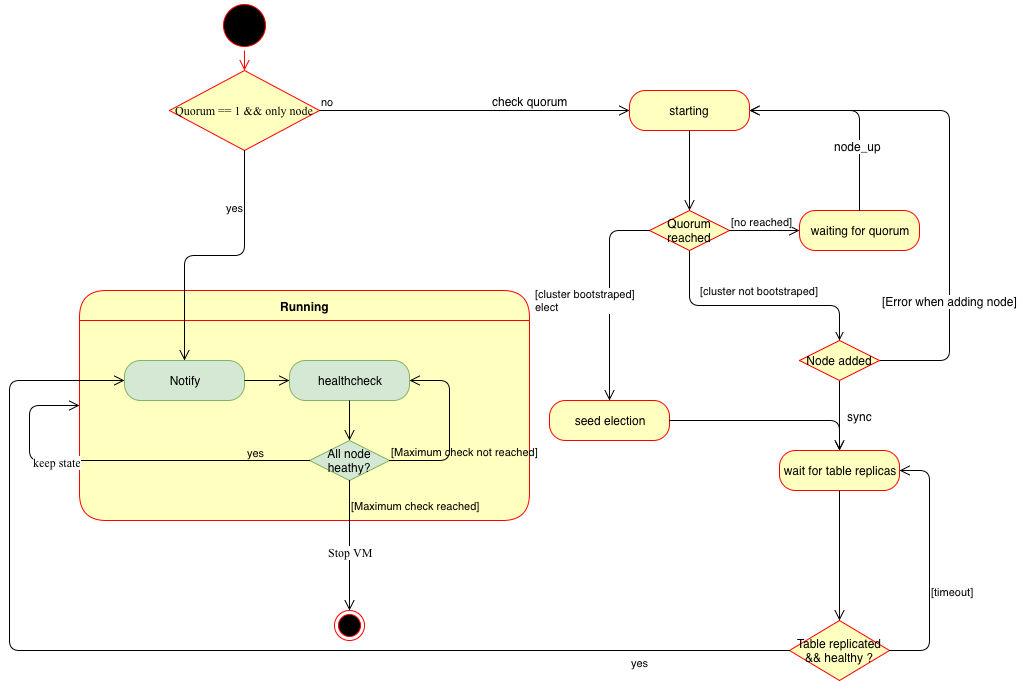 Quorum == 1 && only node
no
check quorum
starting
node_up
yes
Quorum
reached
[no reached]
waiting for quorum
[cluster bootstraped]
elect
[cluster not bootstraped]
[Error when adding node]
Running
Node added
Notify
healthcheck
seed election
sync
keep state
yes
All node
heathy?
[Maximum check not reached]
wait for table replicas
[Maximum check reached]
Stop VM
[timeout]
Table replicated
&& healthy ?
yes